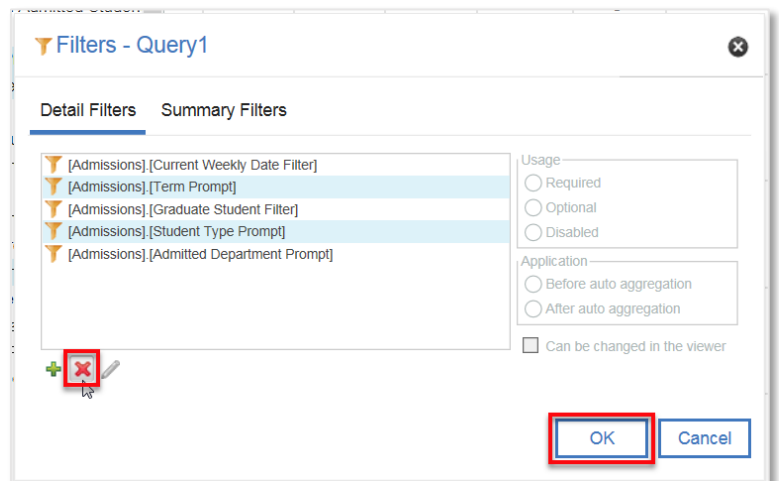 Filters - Query1
Detail Filters Summary Filters
[Admissions].[Current Weekly Date Filter]
[Admissions].[Term Prompt]
[Admissions].[Graduate Student Filter]
[Admissions].[Student Type Prompt]
[Admissions].[Admitted Department Prompt]
Usage
Required
Optional
Disabled
Application
Before auto aggregation
After auto aggregation
Can be changed in the viewer
OK Cancel